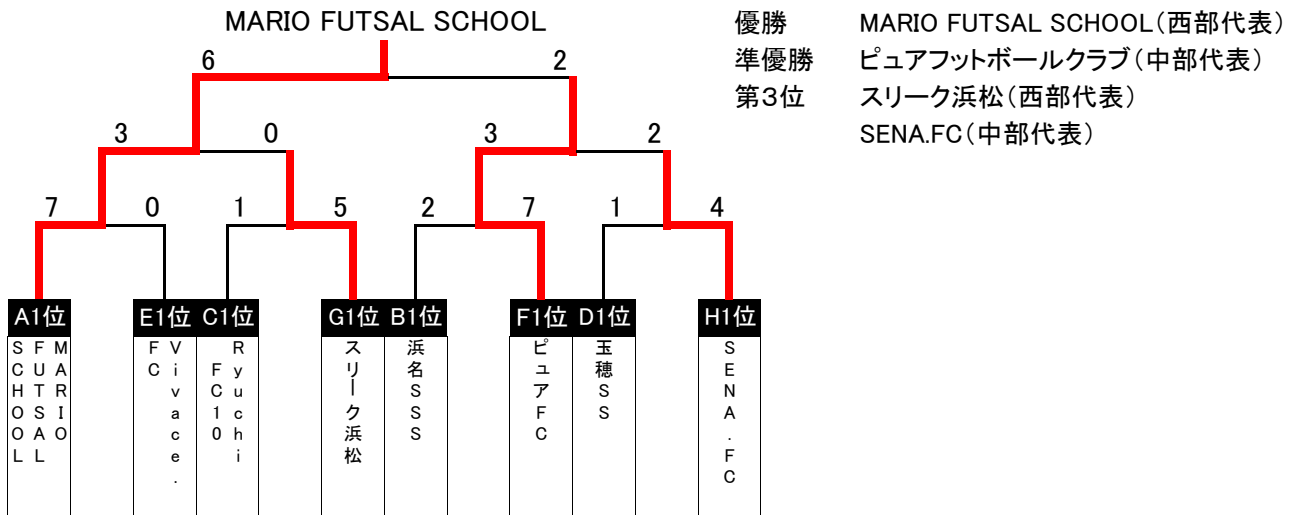 MARIO FUTSAL SCHOOL
優勝 MARIO FUTSAL SCHOOL(西部代表)
準優勝 ピュアフットボールクラブ(中部代表)
第3位 スリーク浜松(西部代表)
SENA.FC(中部代表)
6 2
3 0 3 2
7 0 1 5 2 7 1 4
A1位 E1位 C1位 G1位 B1位 F1位 D1位 H1位
MARIO
FUTSAL
SCHOOL
Vivace.
FC
Ryuchi
FC10
スリーク浜松
浜名SSS
ピュアFC
玉穂SS
SENA.FC